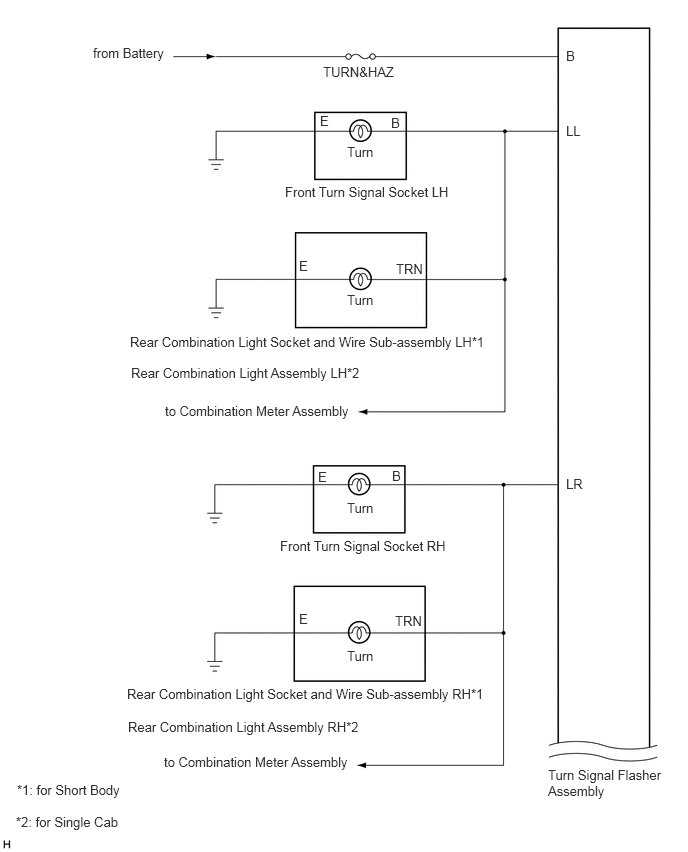 from Battery
TURN&HAZ
B
E
B
Turn
LL
Front Turn Signal Socket LH
E
TRN
Turn
Rear Combination Light Socket and Wire Sub-assembly LH*1
Rear Combination Light Assembly LH*2
to Combination Meter Assembly
E
B
Turn
LR
Front Turn Signal Socket RH
E
TRN
Turn
Rear Combination Light Socket and Wire Sub-assembly RH*1
Rear Combination Light Assembly RH*2
to Combination Meter Assembly
Turn Signal Flasher
Assembly
*1: for Short Body
*2: for Single Cab
H